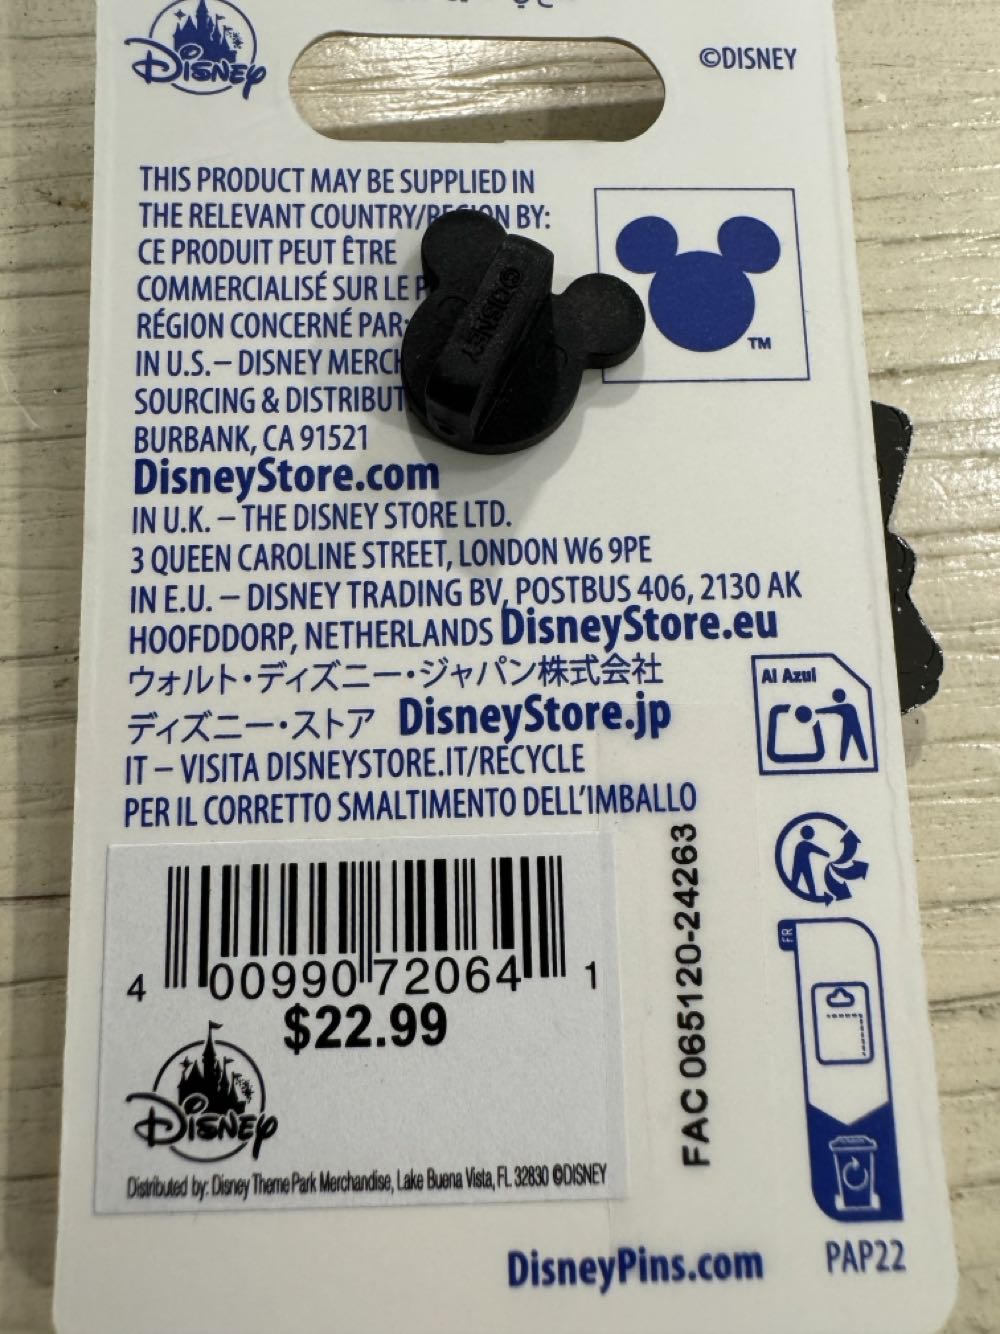 DISNEY
©DISNEY
THIS PRODUCT MAY BE SUPPLIED IN
THE RELEVANT COUNTRY/REGION BY:
CE PRODUIT PEUT ÊTRE
COMMERCIALISÉ SUR LE
RÉGION CONCERNÉ PAR:
IN U.S.– DISNEY MERCH
SOURCING & DISTRIBUT
BURBANK, CA 91521
DisneyStore.com
IN U.K. – THE DISNEY STORE LTD.
3 QUEEN CAROLINE STREET, LONDON W6 9PE
IN E.U. – DISNEY TRADING BV, POSTBUS 406, 2130 AK
HOOFDDORP, NETHERLANDS DisneyStore.eu
ウォルト・ディズニー・ジャパン株式会社
ディズニー・ストア DisneyStore.jp
IT – VISITA DISNEYSTORE.IT/RECYCLE
PER IL CORRETTO SMALTIMENTO DELL'IMBALLO
©DISNEY
TM
Al Azul
FR
4 00990 72064 1
$22.99
DISNEY
Distributed by: Disney Theme Park Merchandise, Lake Buena Vista, FL 32830 ©DISNEY
FAC 065120-24263
DisneyPins.com
PAP22